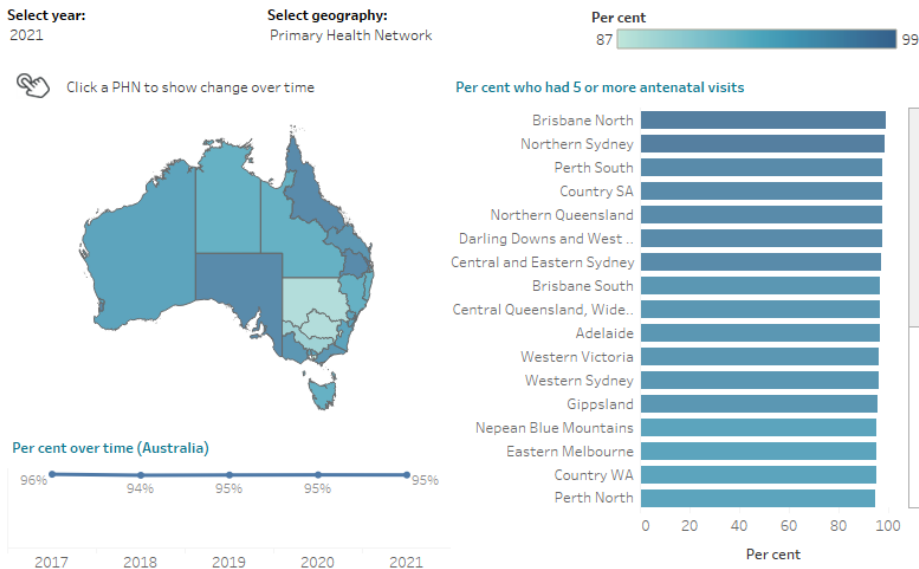 Select year:
2021
Select geography:
Primary Health Network
Per cent
87
99
Click a PHN to show change over time
Per cent who had 5 or more antenatal visits
Brisbane North
Northern Sydney
Perth South
Country SA
Northern Queensland
Darling Downs and West ..
Central and Eastern Sydney
Brisbane South
Central Queensland, Wide..
Adelaide
Western Victoria
Western Sydney
Gippsland
Nepean Blue Mountains
Eastern Melbourne
Country WA
Perth North
0 20 40 60 80 100
Per cent
Per cent over time (Australia)
96% 94% 95% 95% 95%
2017 2018 2019 2020 2021